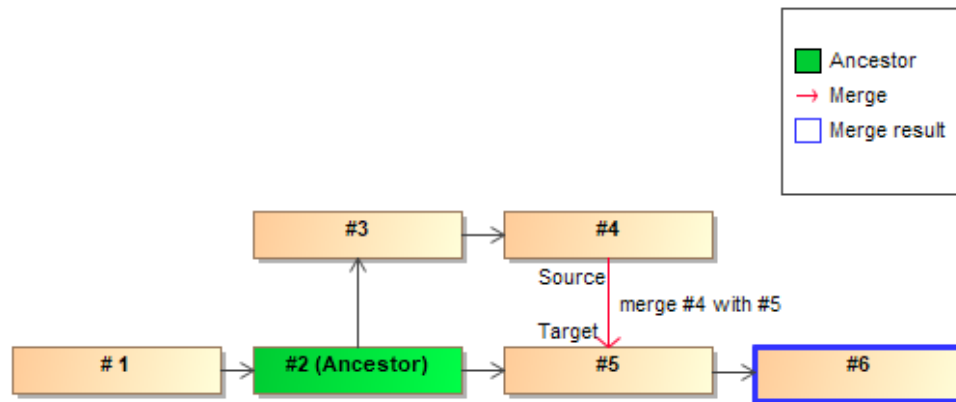 Ancestor
Merge
Merge result
#3
#4
Source
merge #4 with #5
Target
# 1
#2 (Ancestor)
#5
#6